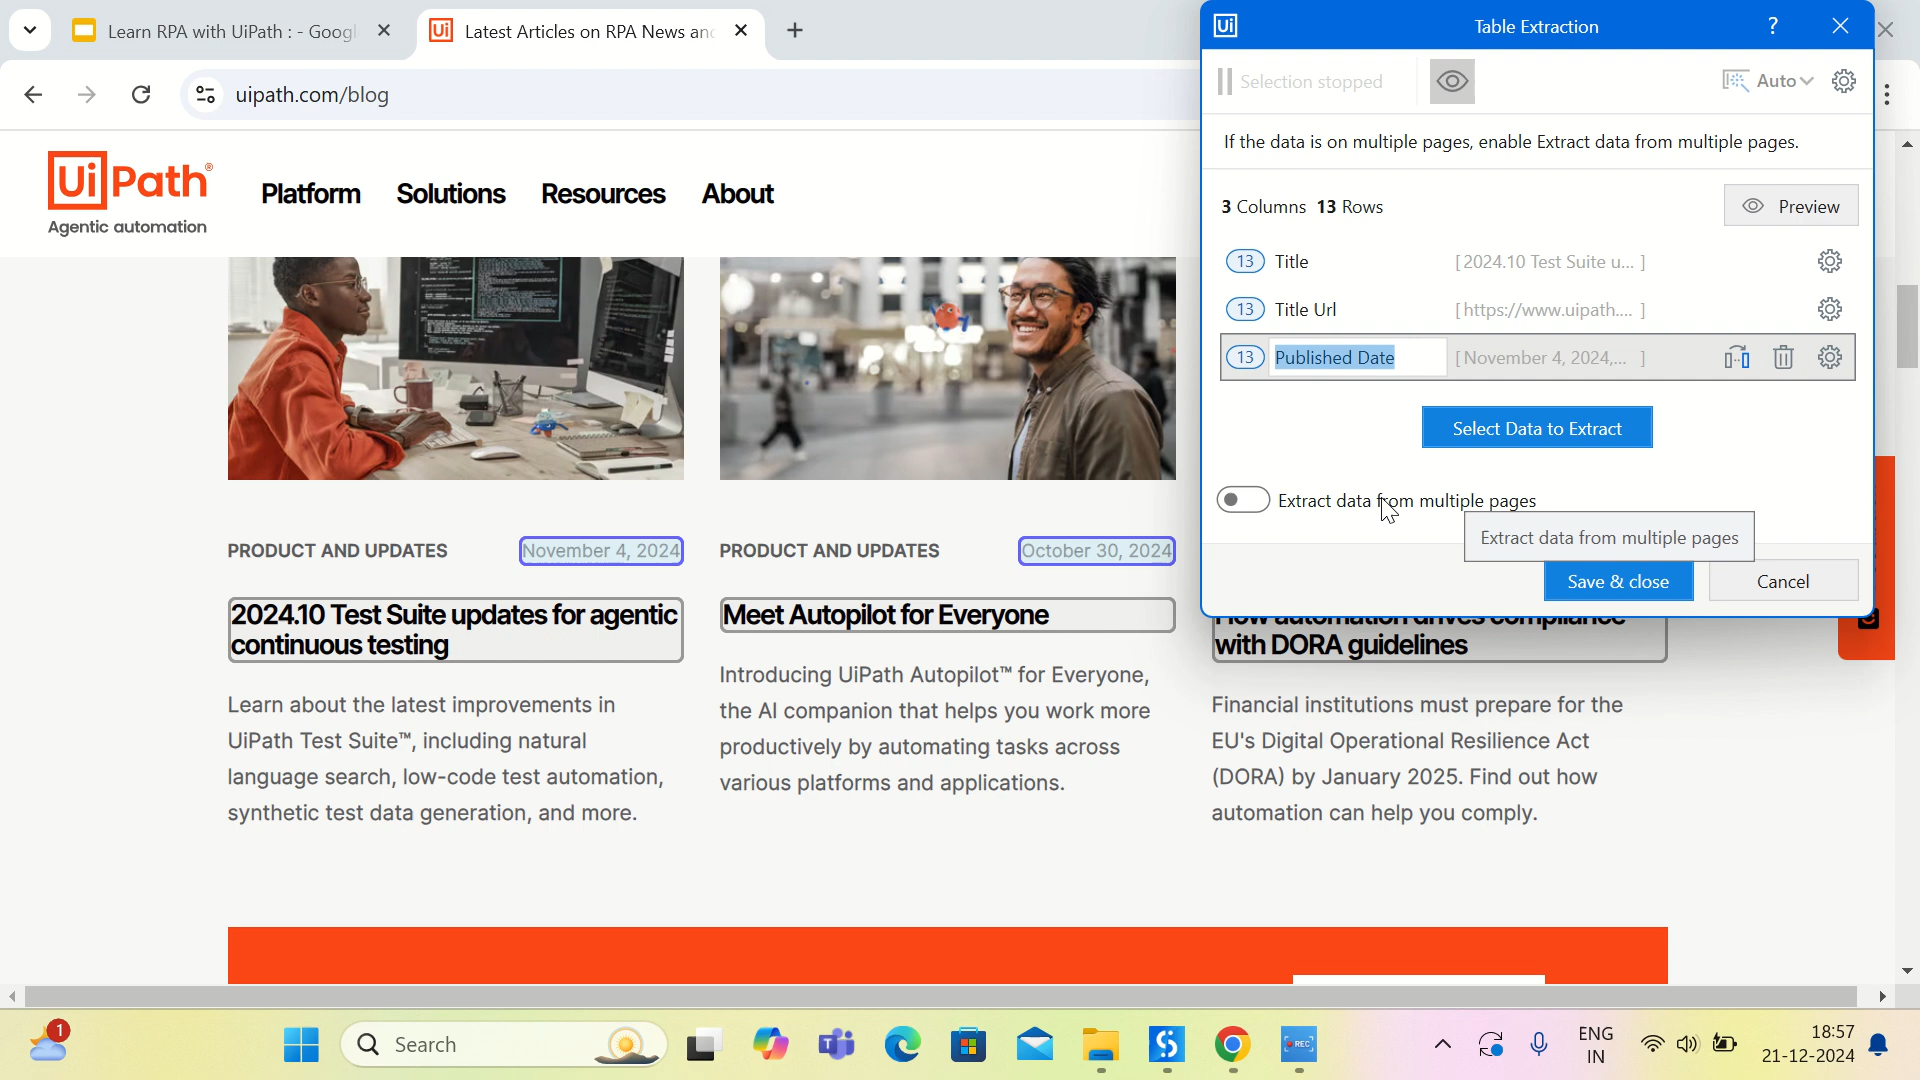 Learn RPA with UiPath : - Googl
Latest Articles on RPA News and
uipath.com/blog
UiPath
Agentic automation
Platform
Solutions
Resources
About
Ui
Table Extraction
?
Selection stopped
Auto
If the data is on multiple pages, enable Extract data from multiple pages.
3 Columns 13 Rows
Preview
13 Title [ 2024.10 Test Suite u... ]
13 Title Url [ https://www.uipath.... ]
13 Published Date [ November 4, 2024,... ]
Select Data to Extract
Extract data from multiple pages
Extract data from multiple pages
Save & close
Cancel
PRODUCT AND UPDATES
November 4, 2024
2024.10 Test Suite updates for agentic
continuous testing
Learn about the latest improvements in
UiPath Test Suite™, including natural
language search, low-code test automation,
synthetic test data generation, and more.
PRODUCT AND UPDATES
October 30, 2024
Meet Autopilot for Everyone
Introducing UiPath Autopilot™ for Everyone,
the AI companion that helps you work more
productively by automating tasks across
various platforms and applications.
How automation drives compliance
with DORA guidelines
Financial institutions must prepare for the
EU's Digital Operational Resilience Act
(DORA) by January 2025. Find out how
automation can help you comply.
1
Search
REC
ENG
IN
18:57
21-12-2024